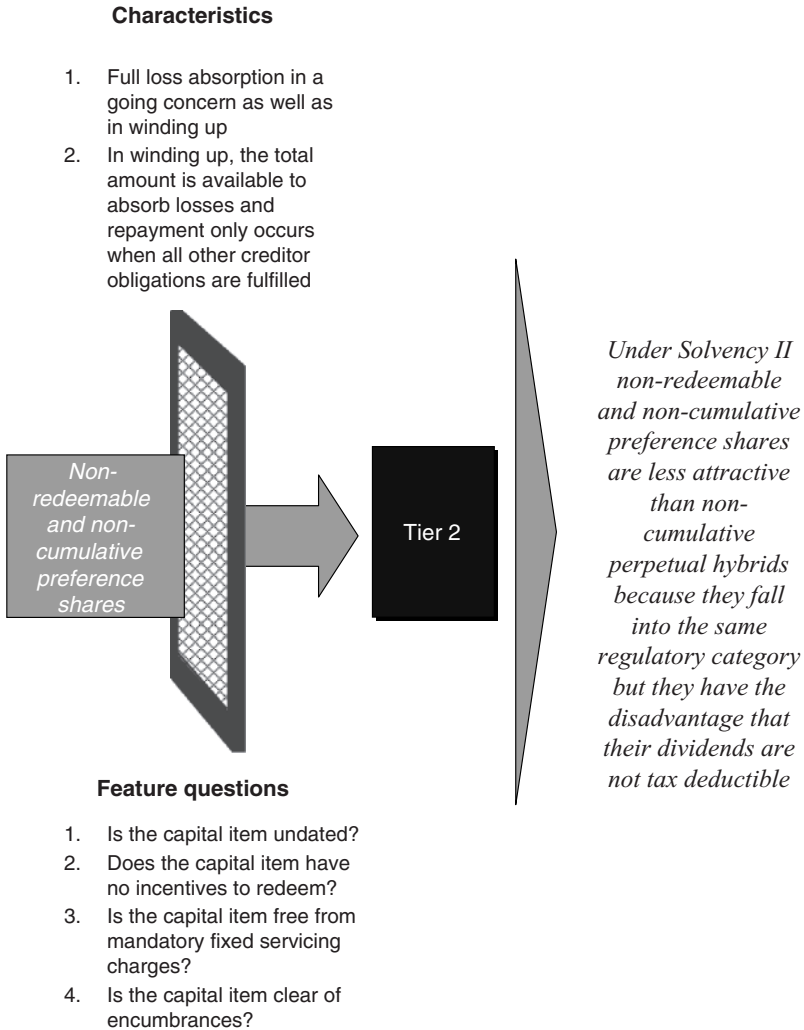 Characteristics
1. Full loss absorption in a
going concern as well as
in winding up
2. In winding up, the total
amount is available to
absorb losses and
repayment only occurs
when all other creditor
obligations are fulfilled
Non-
redeemable
and non-
cumulative
preference
shares
Tier 2
Under Solvency II
non-redeemable
and non-cumulative
preference shares
are less attractive
than non-
cumulative
perpetual hybrids
because they fall
into the same
regulatory category
but they have the
disadvantage that
their dividends are
not tax deductible
Feature questions
1. Is the capital item undated?
2. Does the capital item have
no incentives to redeem?
3. Is the capital item free from
mandatory fixed servicing
charges?
4. Is the capital item clear of
encumbrances?